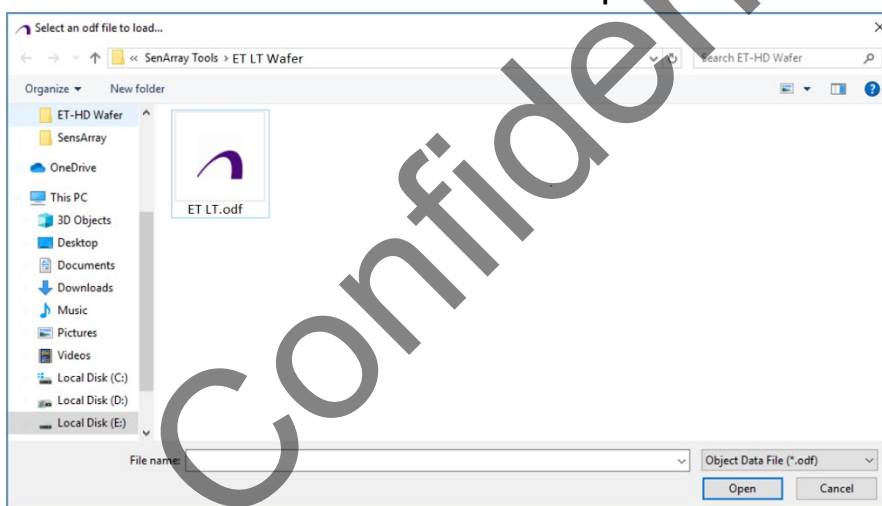 Select an odf file to load...
« SenArray Tools › ET LT Wafer
Search ET-HD Wafer
Organize
New folder
ET-HD Wafer
SensArray
OneDrive
This PC
3D Objects
Desktop
Documents
Downloads
Music
Pictures
Videos
Local Disk (C:)
Local Disk (D:)
Local Disk (E:)
ET LT.odf
File name:
Object Data File (*.odf)
Open
Cancel